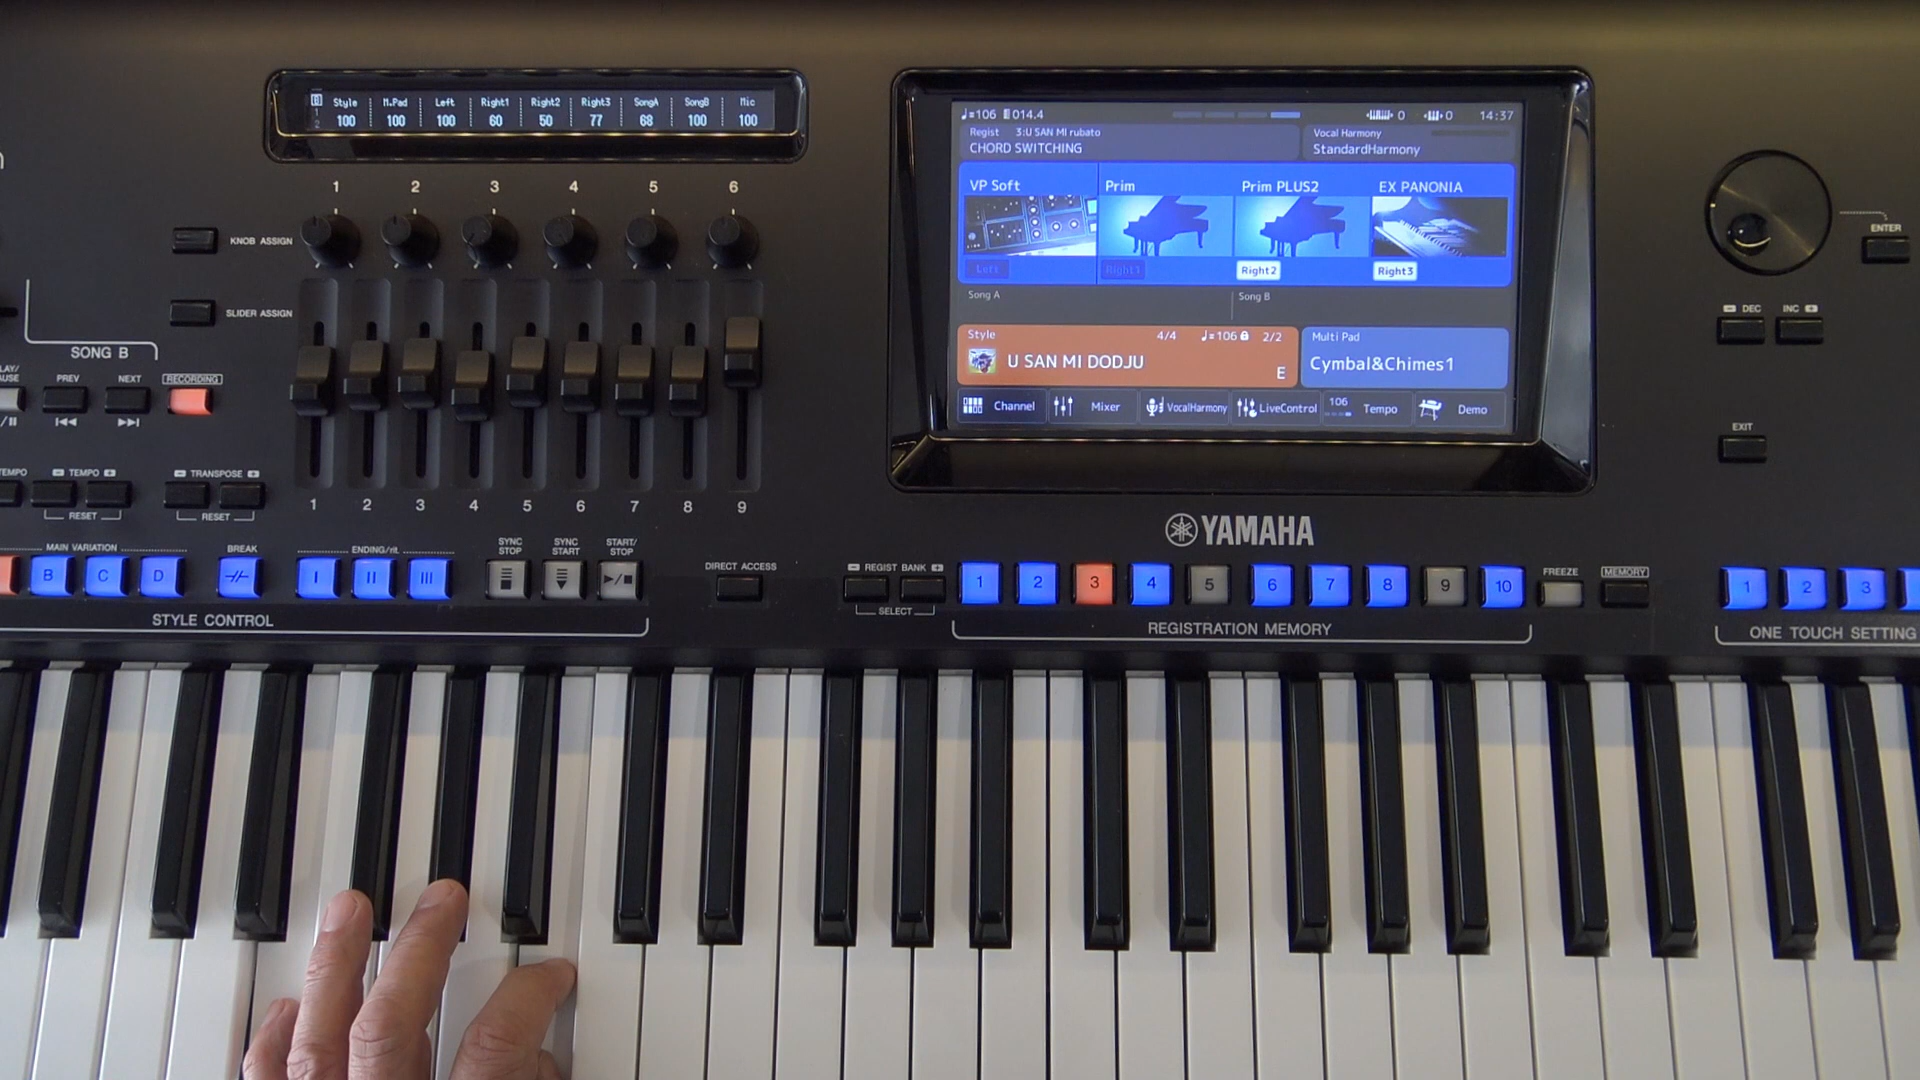 Style M.Pad Left Right1 Right2 Right3 SongA SongB Mic
100 100 100 60 50 77 68 100 100
1 2 3 4 5 6
KNOB ASSIGN
SLIDER ASSIGN
SONG B
PREV NEXT RECORDING
TEMPO TRANSPOSE
RESET RESET
1 2 3 4 5 6 7 8 9
MAIN VARIATION BREAK ENDING/rit. SYNC STOP SYNC START START/STOP
B C D I II III
STYLE CONTROL
DIRECT ACCESS
♩=106 014.4 0 0 14:37
Regist 3:U SAN MI rubato
CHORD SWITCHING
Vocal Harmony
StandardHarmony
VP Soft Prim Prim PLUS2 EX PANONIA
Left Right1 Right2 Right3
Song A Song B
Style 4/4 ♩=106 2/2
U SAN MI DODJU E
Multi Pad
Cymbal&Chimes1
Channel Mixer VocalHarmony LiveControl 106 Tempo Demo
YAMAHA
REGIST BANK
SELECT
1 2 3 4 5 6 7 8 9 10
FREEZE MEMORY
REGISTRATION MEMORY
ENTER
DEC INC
EXIT
1 2 3
ONE TOUCH SETTING